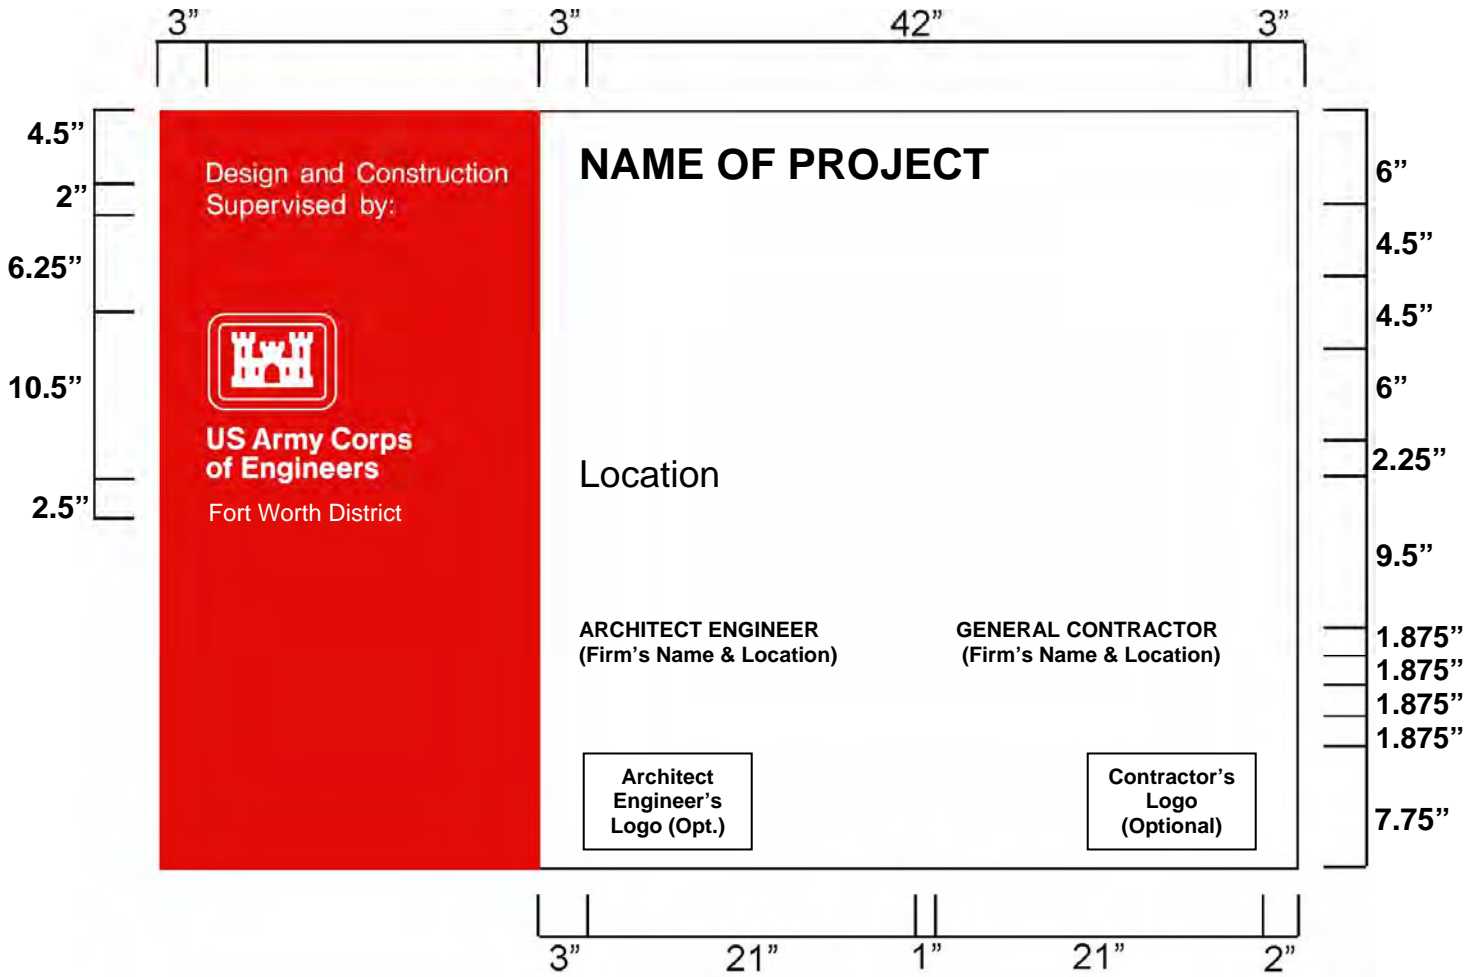 3” 3” 42” 3”
4.5”
2”
6.25”
10.5”
2.5”
Design and Construction
Supervised by:
US Army Corps
of Engineers
Fort Worth District
NAME OF PROJECT
Location
ARCHITECT ENGINEER
(Firm’s Name & Location)
GENERAL CONTRACTOR
(Firm’s Name & Location)
Architect
Engineer’s
Logo (Opt.)
Contractor’s
Logo
(Optional)
6”
4.5”
4.5”
6”
2.25”
9.5”
1.875”
1.875”
1.875”
1.875”
7.75”
3” 21” 1” 21” 2”